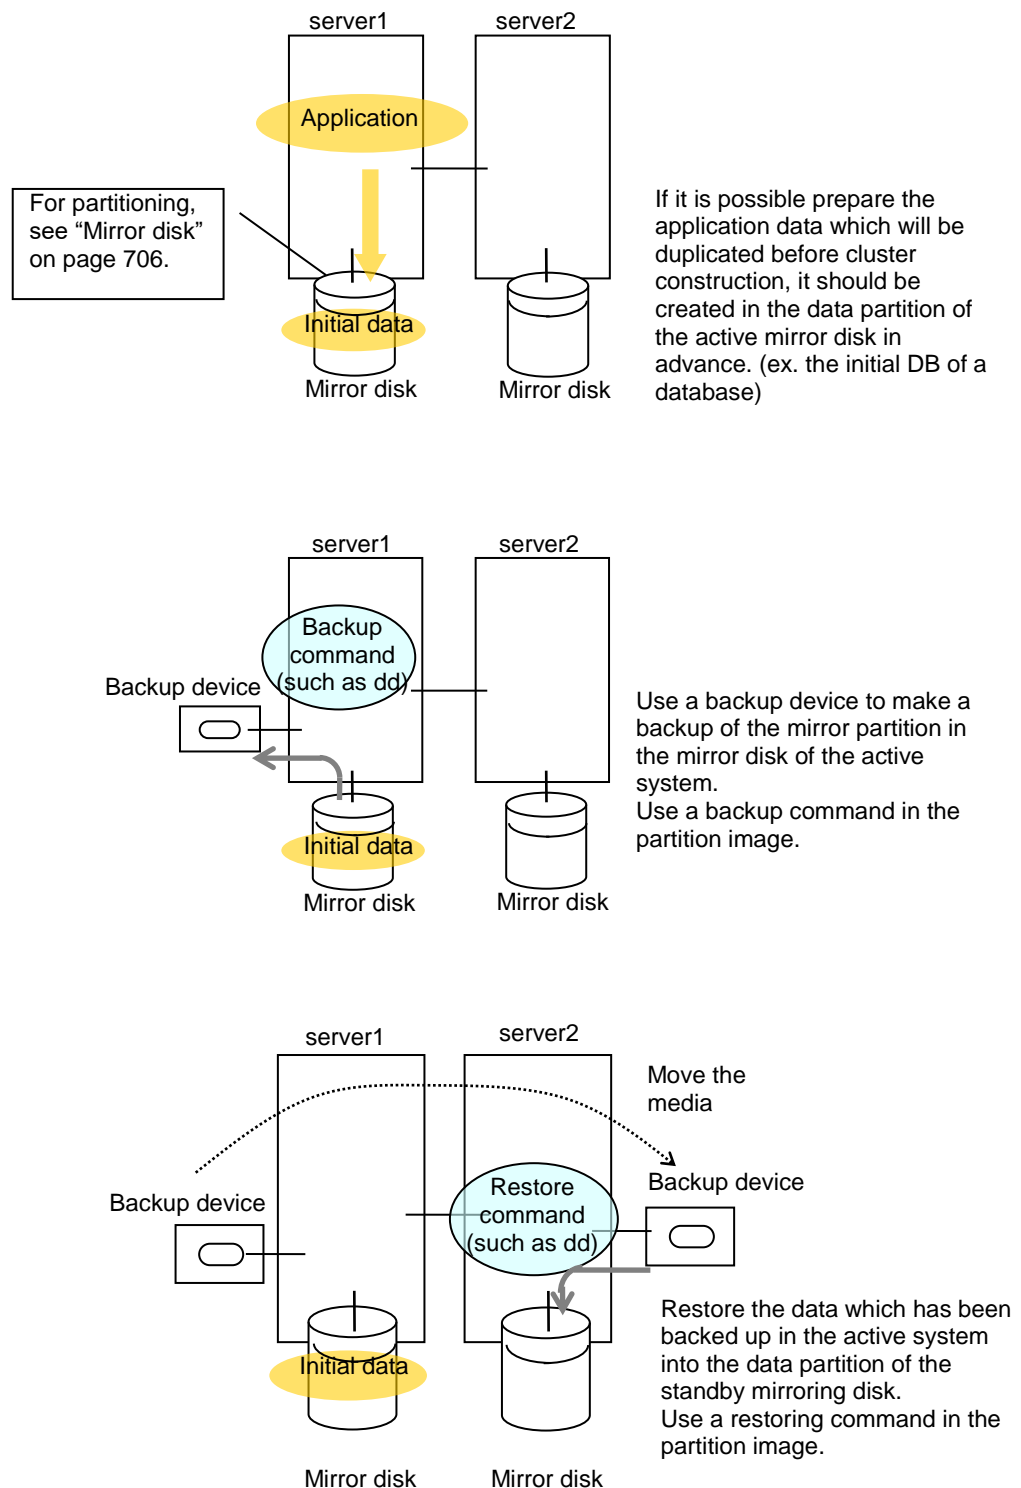 server1
server2
Application
For partitioning,
see “Mirror disk”
on page 706.
Initial data
Mirror disk
Mirror disk
If it is possible prepare the
application data which will be
duplicated before cluster
construction, it should be
created in the data partition of
the active mirror disk in
advance. (ex. the initial DB of a
database)
server1
server2
Backup
command
(such as dd)
Backup device
Initial data
Mirror disk
Mirror disk
Use a backup device to make a
backup of the mirror partition in
the mirror disk of the active
system.
Use a backup command in the
partition image.
server1
server2
Move the
media
Backup device
Restore
command
(such as dd)
Backup device
Initial data
Mirror disk
Mirror disk
Restore the data which has been
backed up in the active system
into the data partition of the
standby mirroring disk.
Use a restoring command in the
partition image.